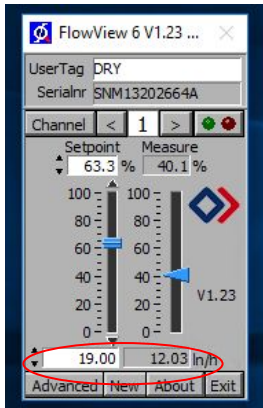 FlowView 6 V1.23 ...
UserTag DRY
Serialnr SNM13202664A
Channel < 1 >
Setpoint Measure
63.3 % 40.1 %
100 100
80 80
60 60
40 40
20 20
0 0
V1.23
19.00 12.03 ln/h
Advanced New About Exit